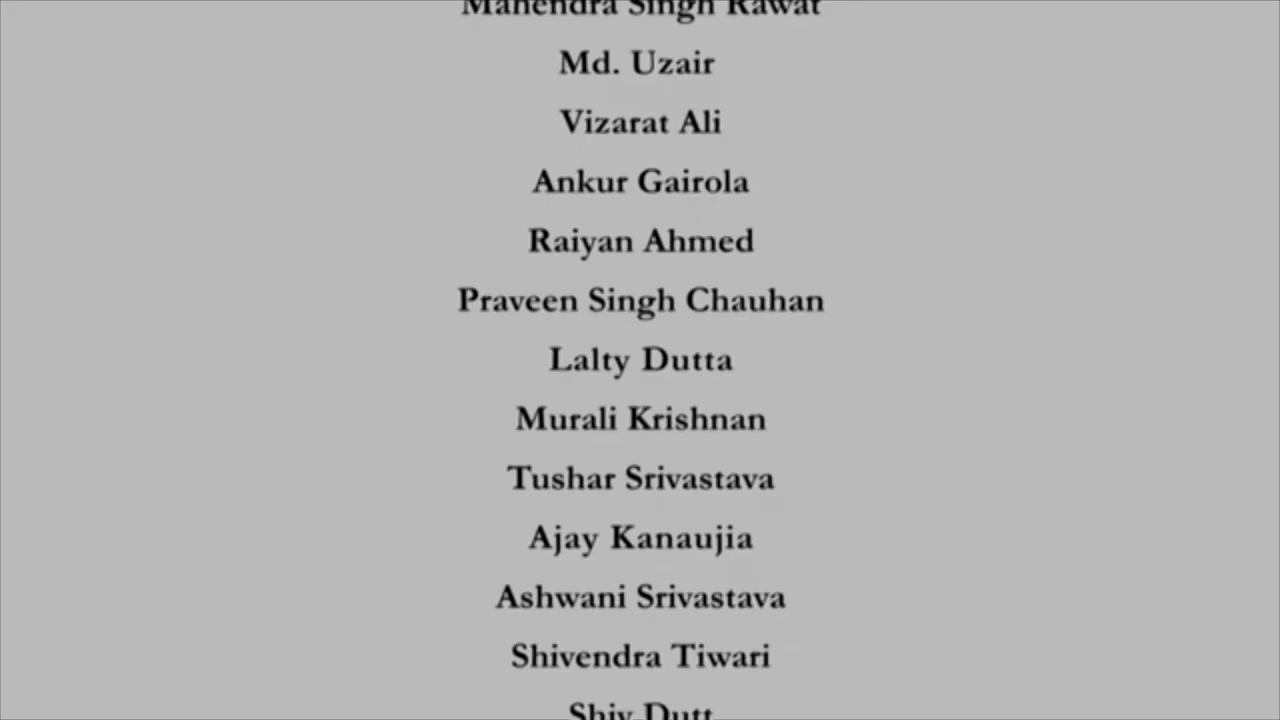 Mahendra Singh Rawat
Md. Uzair
Vizarat Ali
Ankur Gairola
Raiyan Ahmed
Praveen Singh Chauhan
Lalty Dutta
Murali Krishnan
Tushar Srivastava
Ajay Kanaujia
Ashwani Srivastava
Shivendra Tiwari
Shiv Dutt